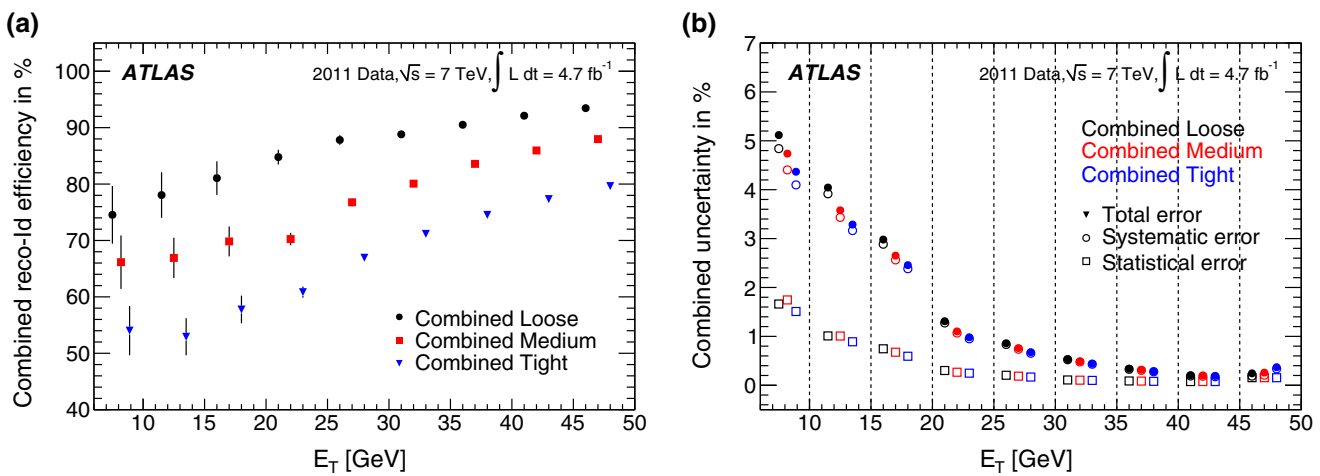 (a)
Combined reco-Id efficiency in %
100
90
80
70
60
50
40
ATLAS
2011 Data, √s = 7 TeV, ∫ L dt = 4.7 fb⁻¹
Combined Loose
Combined Medium
Combined Tight
10 15 20 25 30 35 40 45 50
E_T [GeV]
(b)
Combined uncertainty in %
7
6
5
4
3
2
1
0
ATLAS
2011 Data, √s = 7 TeV, ∫ L dt = 4.7 fb⁻¹
Combined Loose
Combined Medium
Combined Tight
Total error
Systematic error
Statistical error
10 15 20 25 30 35 40 45 50
E_T [GeV]